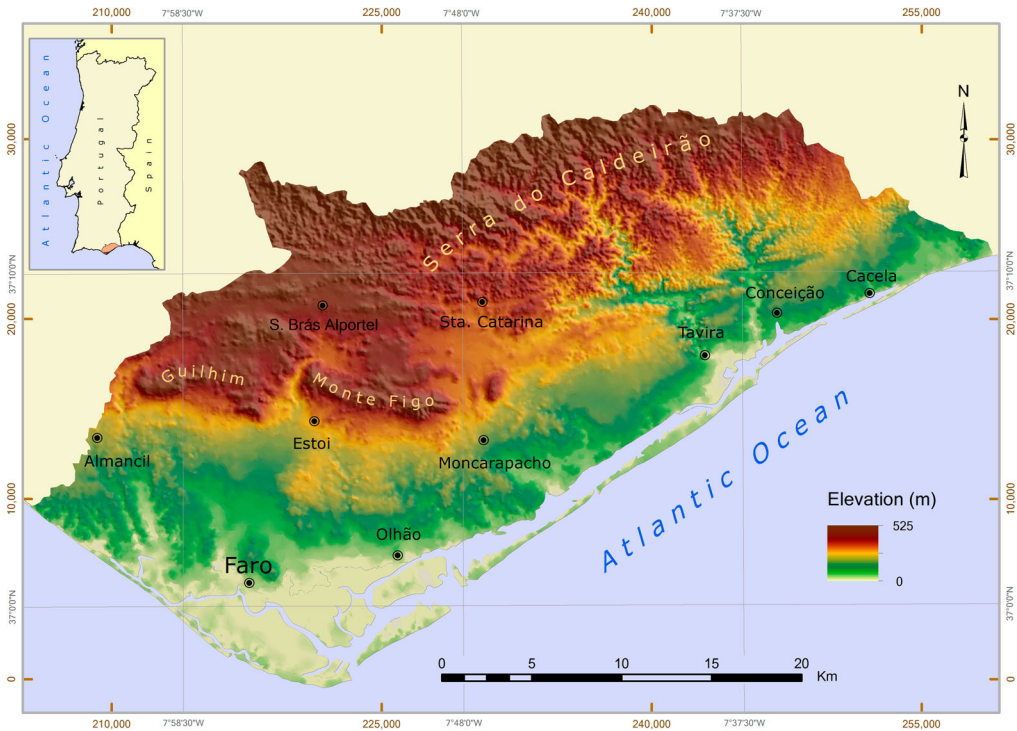 210,000
7°58'30"W
225,000
7°48'0"W
240,000
7°37'30"W
255,000
Atlantic Ocean
Portugal
Spain
N
30,000
30,000
Serra do Caldeirão
37°10'0"N
37°10'0"N
Cacela
Conceição
20,000
20,000
S. Brás Alportel
Sta. Catarina
Tavira
Guilhim
Monte Figo
Estoi
Almancil
Moncarapacho
Atlantic Ocean
10,000
10,000
Elevation (m)
525
0
Olhão
Faro
37°0'0"N
37°0'0"N
0 5 10 15 20
Km
0
0
210,000
7°58'30"W
225,000
7°48'0"W
240,000
7°37'30"W
255,000